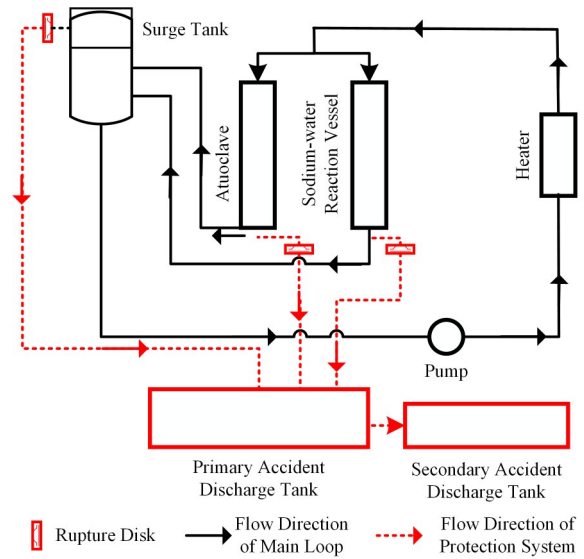 Surge Tank
Atuoclave
Sodium-water
Reaction Vessel
Heater
Pump
Primary Accident
Discharge Tank
Secondary Accident
Discharge Tank
Rupture Disk
Flow Direction
of Main Loop
Flow Direction of
Protection System